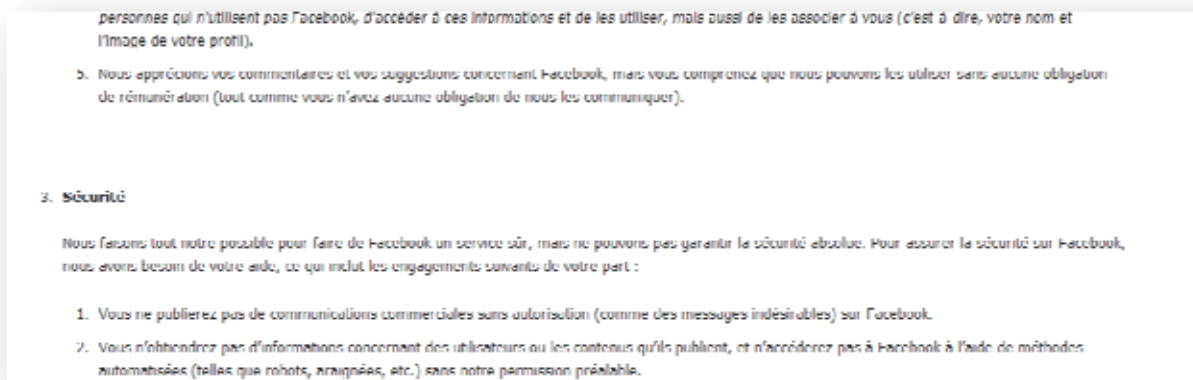 personnes qui n'utilisent pas Facebook, d'accéder à ces informations et de les utiliser, mais aussi de les associer à vous (c'est à dire, votre nom et
l'image de votre profil).
5. Nous apprécions vos commentaires et vos suggestions concernant Facebook, mais vous comprenez que nous pouvons les utiliser sans aucune obligation
de rémunération (tout comme vous n'avez aucune obligation de nous les communiquer).
3. Sécurité
Nous faisons tout notre possible pour faire de Facebook un service sûr, mais ne pouvons pas garantir la sécurité absolue. Pour assurer la sécurité sur Facebook,
nous avons besoin de votre aide, ce qui inclut les engagements suivants de votre part :
1. Vous ne publierez pas de communications commerciales sans autorisation (comme des messages indésirables) sur Facebook.
2. Vous n'obtiendrez pas d'informations concernant des utilisateurs ou les contenus qu'ils publient, et n'accéderez pas à Facebook à l'aide de méthodes
automatisées (telles que robots, araignées, etc.) sans notre permission préalable.